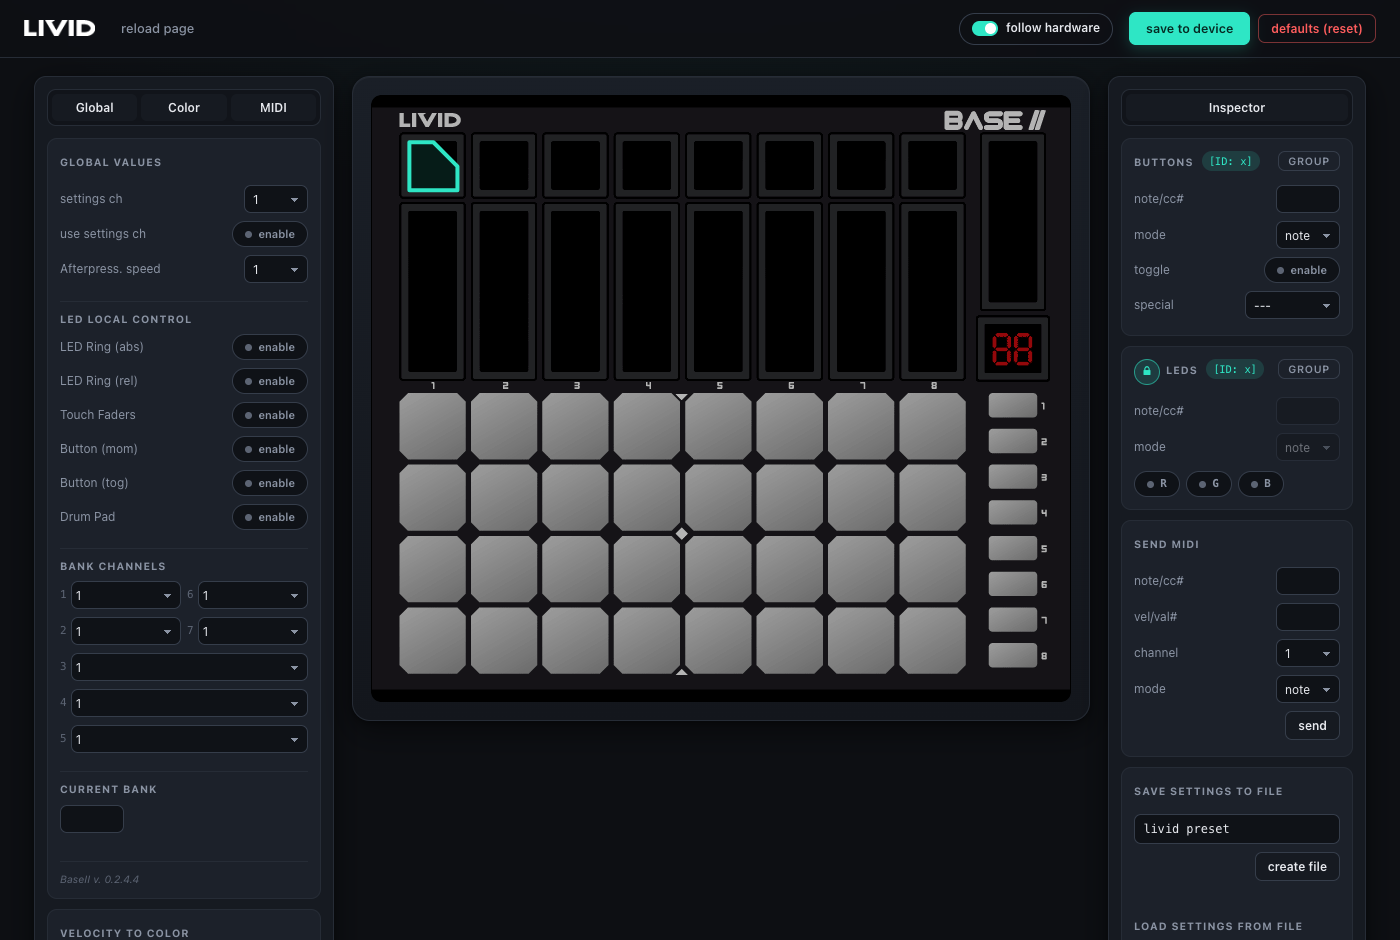 LIVID
reload page
follow hardware
save to device
defaults (reset)
Global
Color
MIDI
GLOBAL VALUES
settings ch
1
use settings ch
enable
Afterpress. speed
1
LED LOCAL CONTROL
LED Ring (abs)
enable
LED Ring (rel)
enable
Touch Faders
enable
Button (mom)
enable
Button (tog)
enable
Drum Pad
enable
BANK CHANNELS
1 1 6 1
2 1 7 1
3 1
4 1
5 1
CURRENT BANK
BaseII v. 0.2.4.4
VELOCITY TO COLOR
LIVID
BASE II
88
1 2 3 4 5 6 7 8
1
2
3
4
5
6
7
8
Inspector
BUTTONS [ID: x] GROUP
note/cc#
mode
note
toggle
enable
special
---
LEDS [ID: x] GROUP
note/cc#
mode
note
R G B
SEND MIDI
note/cc#
vel/val#
channel
1
mode
note
send
SAVE SETTINGS TO FILE
livid preset
create file
LOAD SETTINGS FROM FILE